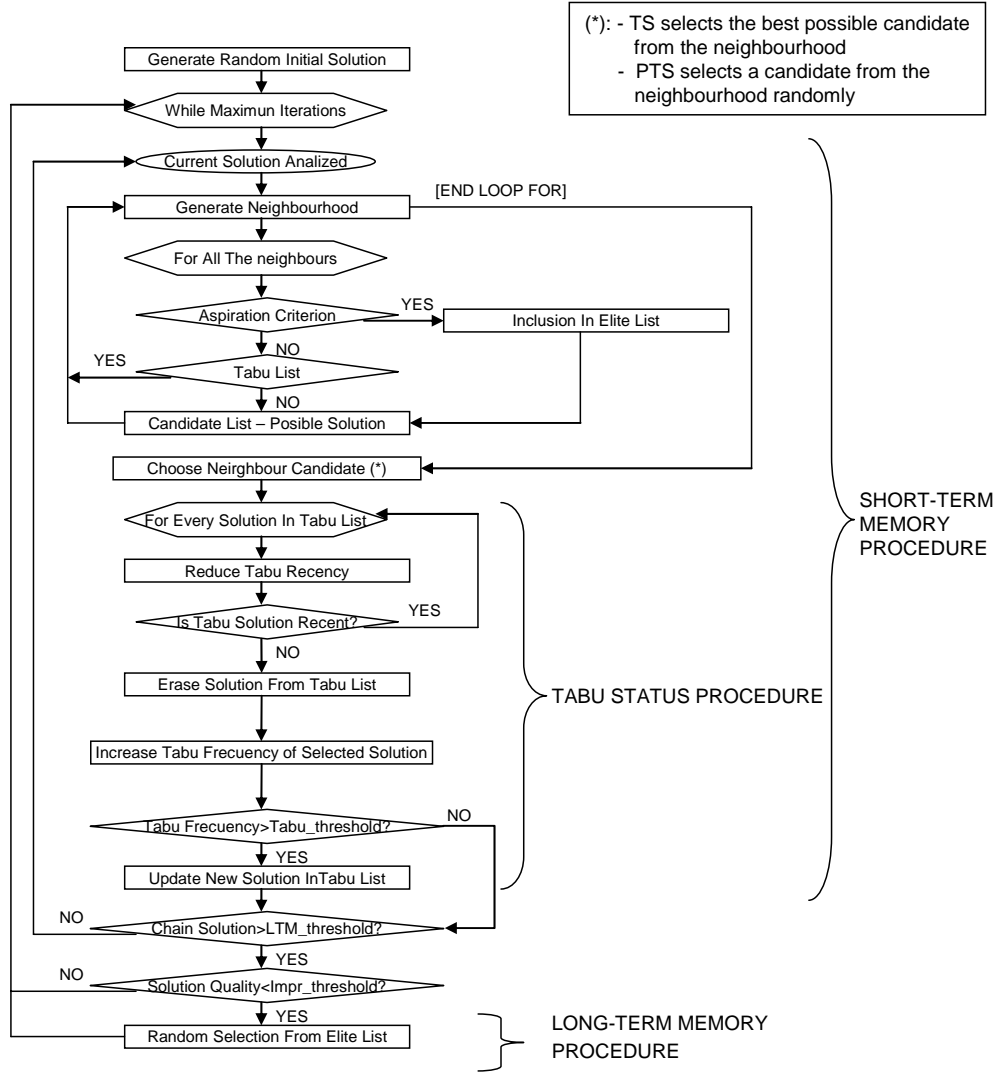 (*): - TS selects the best possible candidate
from the neighbourhood
- PTS selects a candidate from the
neighbourhood randomly
Generate Random Initial Solution
While Maximun Iterations
Current Solution Analized
[END LOOP FOR]
Generate Neighbourhood
For All The neighbours
YES
Aspiration Criterion
Inclusion In Elite List
NO
YES
Tabu List
NO
Candidate List – Posible Solution
Choose Neirghbour Candidate (*)
For Every Solution In Tabu List
Reduce Tabu Recency
YES
Is Tabu Solution Recent?
NO
Erase Solution From Tabu List
Increase Tabu Frecuency of Selected Solution
NO
Tabu Frecuency>Tabu_threshold?
YES
Update New Solution InTabu List
NO
Chain Solution>LTM_threshold?
YES
NO
Solution Quality<Impr_threshold?
YES
Random Selection From Elite List
SHORT-TERM
MEMORY
PROCEDURE
TABU STATUS PROCEDURE
LONG-TERM MEMORY
PROCEDURE